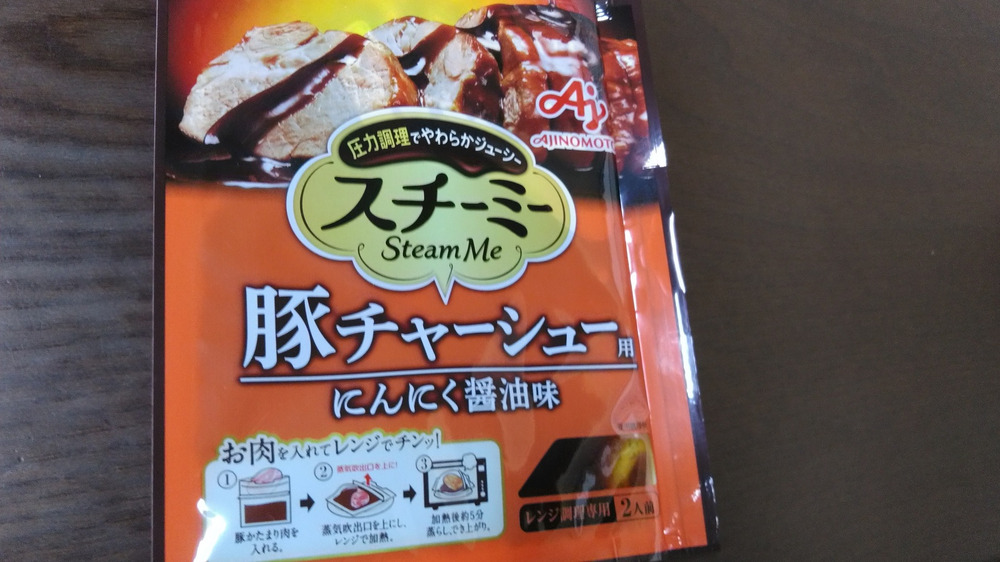 Aj
AJINOMOTO
圧力調理でやわらかジューシー
スチーミー
Steam Me
豚チャーシュー用
にんにく醤油味
お肉を入れてレンジでチンッ!
1
豚かたまり肉を
入れる。
2
蒸気吹出口を上に!
蒸気吹出口を上にし、
レンジで加熱。
3
加熱後約5分
蒸らし、でき上がり。
レンジ調理専用 2人前